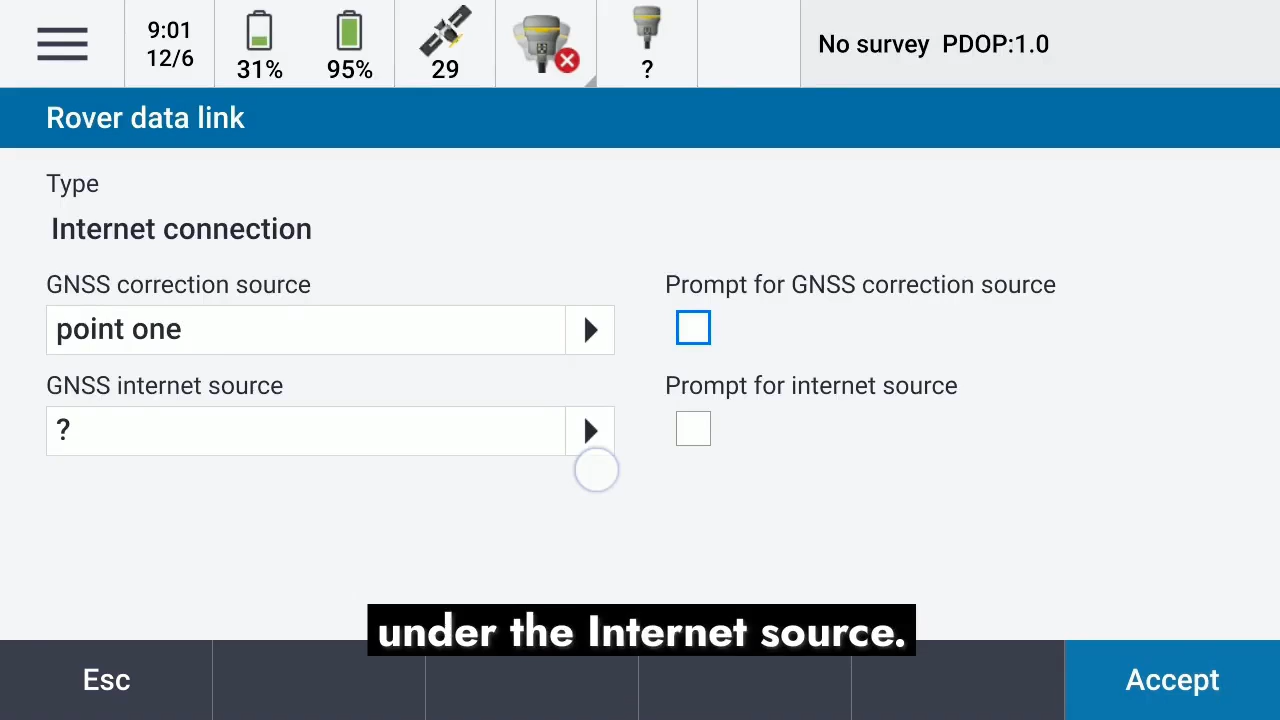 9:01
12/6
31%
95%
29
?
No survey PDOP:1.0
Rover data link
Type
Internet connection
GNSS correction source
Prompt for GNSS correction source
point one
GNSS internet source
Prompt for internet source
?
under the Internet source.
Esc
Accept